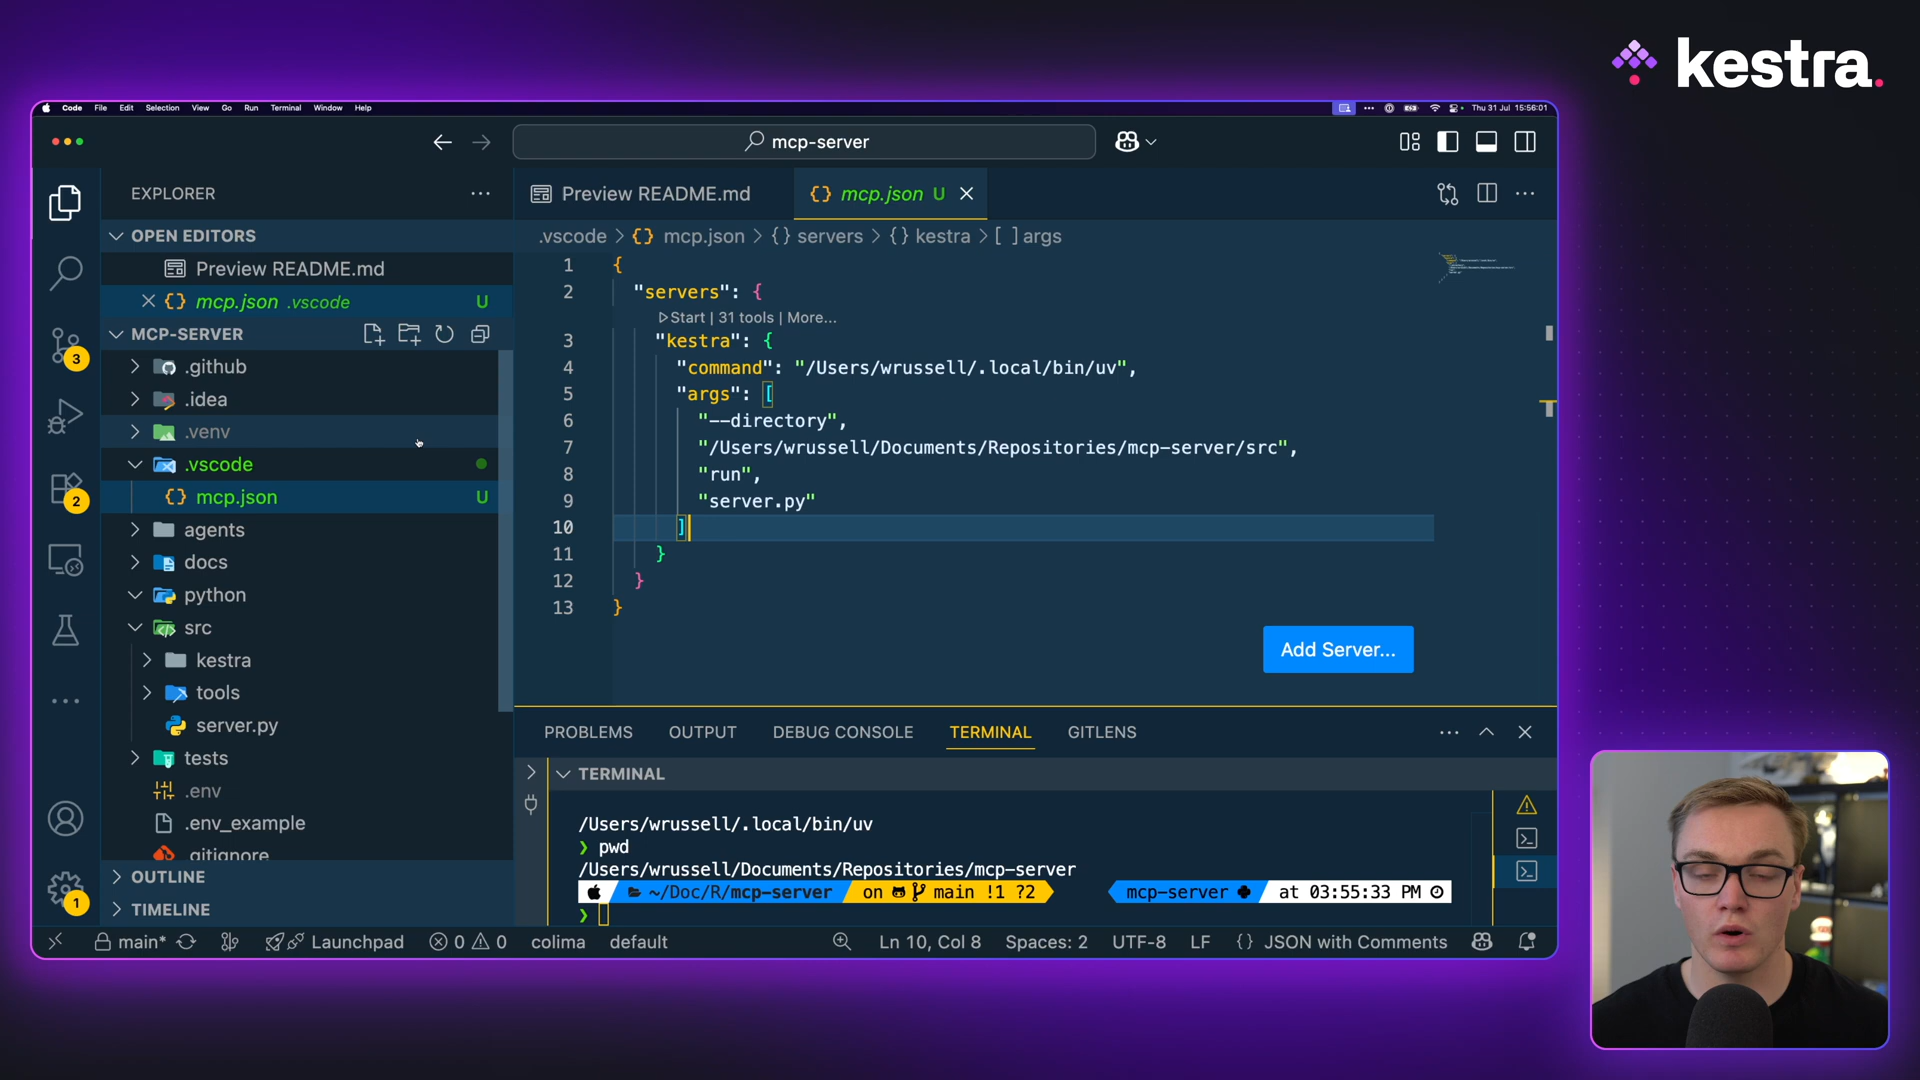 kestra.
Code File Edit Selection View Go Run Terminal Window Help
Thu 31 Jul 15:56:01
mcp-server
EXPLORER
OPEN EDITORS
Preview README.md
mcp.json .vscode U
MCP-SERVER
.github
.idea
.venv
.vscode
mcp.json U
agents
docs
python
src
kestra
tools
server.py
tests
.env
.env_example
.gitignore
OUTLINE
TIMELINE
3
2
1
Preview README.md
mcp.json U
.vscode > {} mcp.json > {} servers > {} kestra > [ ] args
1 {
2 "servers": {
Start | 31 tools | More...
3 "kestra": {
4 "command": "/Users/wrussell/.local/bin/uv",
5 "args": [
6 "--directory",
7 "/Users/wrussell/Documents/Repositories/mcp-server/src",
8 "run",
9 "server.py"
10 ]
11 }
12 }
13 }
Add Server...
PROBLEMS OUTPUT DEBUG CONSOLE TERMINAL GITLENS
TERMINAL
/Users/wrussell/.local/bin/uv
❯ pwd
/Users/wrussell/Documents/Repositories/mcp-server
~/Doc/R/mcp-server on main !1 ?2 mcp-server at 03:55:33 PM
❯
main* Launchpad 0 0 colima default Ln 10, Col 8 Spaces: 2 UTF-8 LF {} JSON with Comments